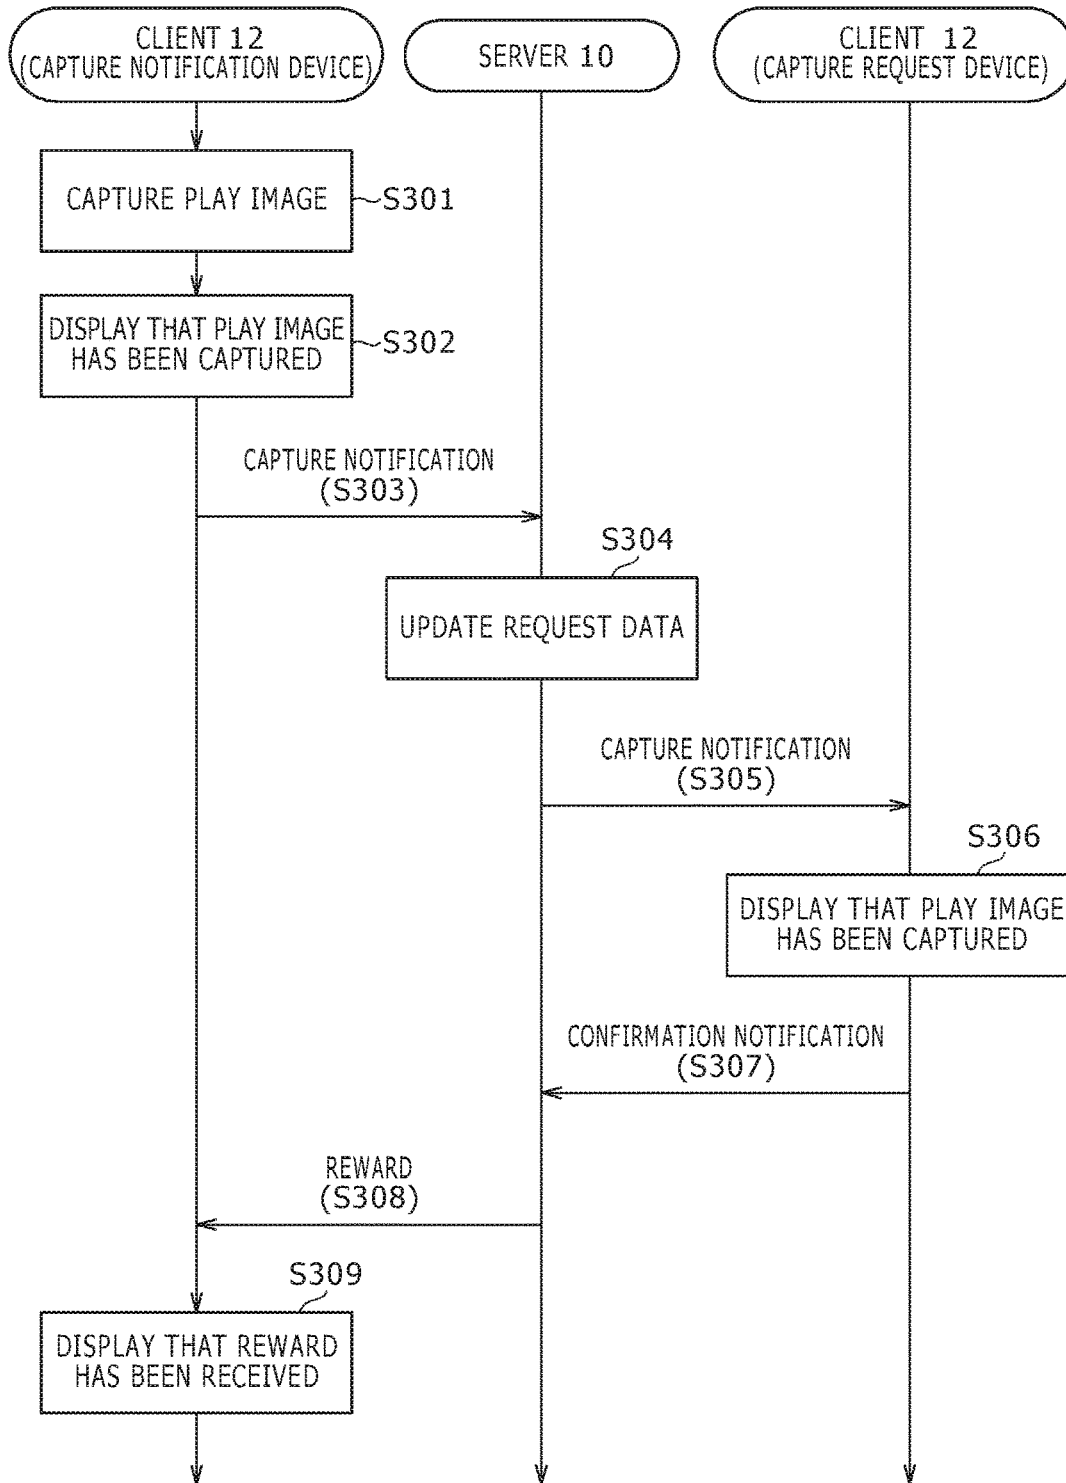 CLIENT 12
(CAPTURE NOTIFICATION DEVICE)
SERVER 10
CLIENT 12
(CAPTURE REQUEST DEVICE)
CAPTURE PLAY IMAGE
S301
DISPLAY THAT PLAY IMAGE
HAS BEEN CAPTURED
S302
CAPTURE NOTIFICATION
(S303)
S304
UPDATE REQUEST DATA
CAPTURE NOTIFICATION
(S305)
S306
DISPLAY THAT PLAY IMAGE
HAS BEEN CAPTURED
CONFIRMATION NOTIFICATION
(S307)
REWARD
(S308)
S309
DISPLAY THAT REWARD
HAS BEEN RECEIVED